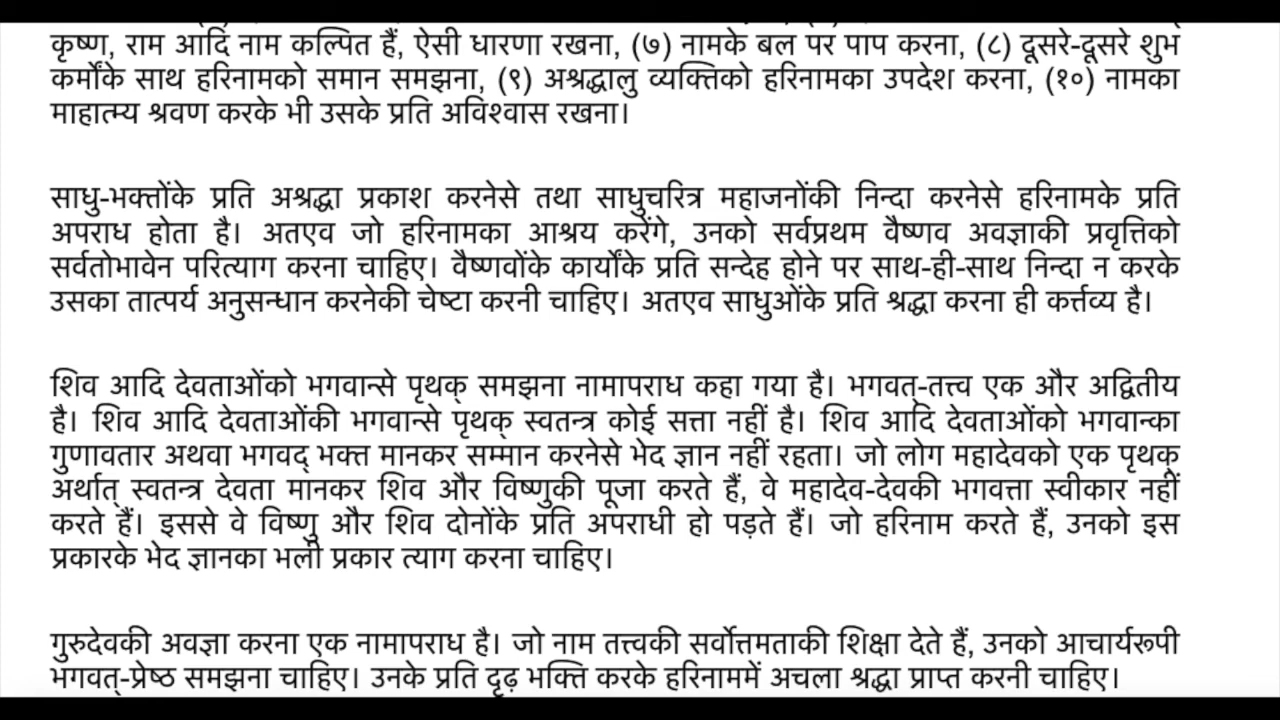 कृष्ण, राम आदि नाम कल्पित हैं, ऐसी धारणा रखना, (७) नामके बल पर पाप करना, (८) दूसरे-दूसरे शुभ
कर्मोंके साथ हरिनामको समान समझना, (९) अश्रद्धालु व्यक्तिको हरिनामका उपदेश करना, (१०) नामका
माहात्म्य श्रवण करके भी उसके प्रति अविश्वास रखना।
साधु-भक्तोंके प्रति अश्रद्धा प्रकाश करनेसे तथा साधुचरित्र महाजनोंकी निन्दा करनेसे हरिनामके प्रति
अपराध होता है। अतएव जो हरिनामका आश्रय करेंगे, उनको सर्वप्रथम वैष्णव अवज्ञाकी प्रवृत्तिको
सर्वतोभावेन परित्याग करना चाहिए। वैष्णवोंके कार्योंके प्रति सन्देह होने पर साथ-ही-साथ निन्दा न करके
उसका तात्पर्य अनुसन्धान करनेकी चेष्टा करनी चाहिए। अतएव साधुओंके प्रति श्रद्धा करना ही कर्त्तव्य है।
शिव आदि देवताओंको भगवान्से पृथक् समझना नामापराध कहा गया है। भगवत्-तत्त्व एक और अद्वितीय
है। शिव आदि देवताओंकी भगवान्से पृथक् स्वतन्त्र कोई सत्ता नहीं है। शिव आदि देवताओंको भगवान्का
गुणावतार अथवा भगवद् भक्त मानकर सम्मान करनेसे भेद ज्ञान नहीं रहता। जो लोग महादेवको एक पृथक्
अर्थात् स्वतन्त्र देवता मानकर शिव और विष्णुकी पूजा करते हैं, वे महादेव-देवकी भगवत्ता स्वीकार नहीं
करते हैं। इससे वे विष्णु और शिव दोनोंके प्रति अपराधी हो पड़ते हैं। जो हरिनाम करते हैं, उनको इस
प्रकारके भेद ज्ञानका भली प्रकार त्याग करना चाहिए।
गुरुदेवकी अवज्ञा करना एक नामापराध है। जो नाम तत्त्वकी सर्वोत्तमताकी शिक्षा देते हैं, उनको आचार्यरूपी
भगवत्-प्रेष्ठ समझना चाहिए। उनके प्रति दृढ़ भक्ति करके हरिनाममें अचला श्रद्धा प्राप्त करनी चाहिए।